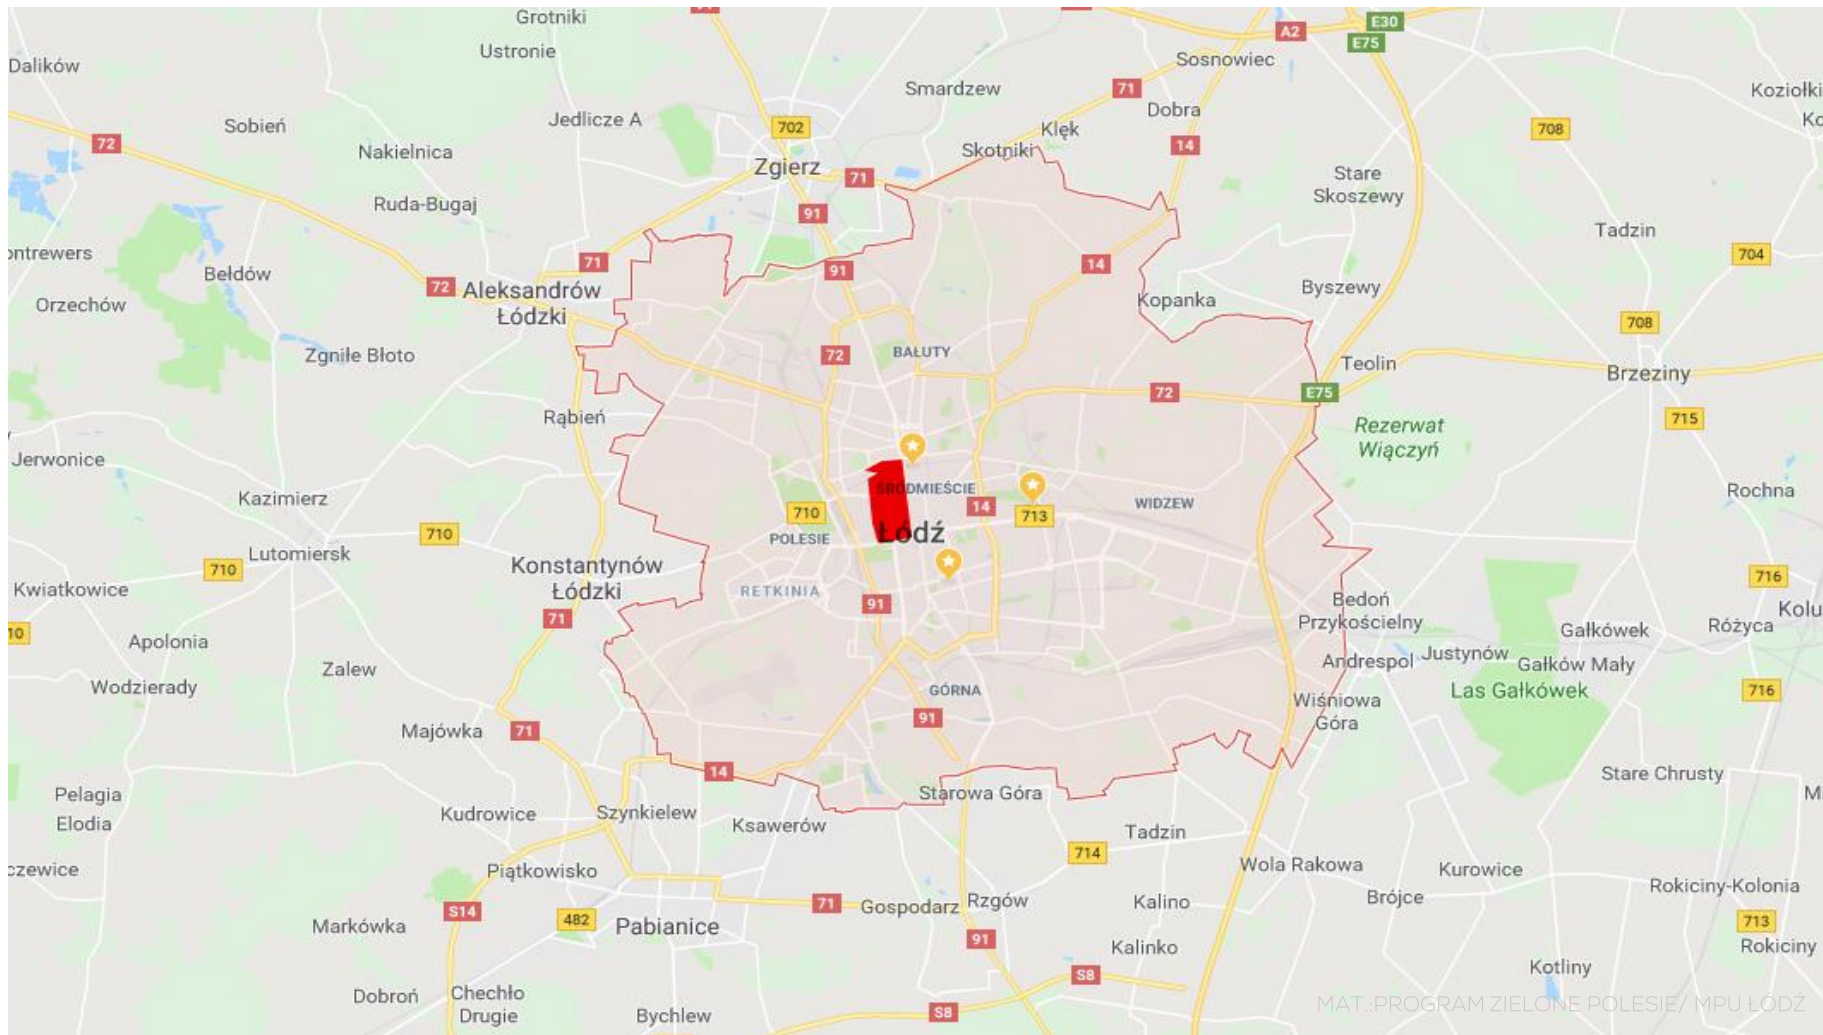 Grotniki
Ustronie
A2
E30
E75
Sosnowiec
Dalików
Smardzew
71
Koziołki
Dobra
Sobień
Jedlicze A
702
Klęk
708
72
14
Nakielnica
Skotniki
Zgierz
71
Stare
Skoszewy
Ruda-Bugaj
91
Tadzin
ontrewers
71
91
14
704
Bełdów
72
Aleksandrów
Łódzki
Byszewy
Orzechów
Kopanka
708
Zgniłe Błoto
72
BAŁUTY
Teolin
Brzeziny
72
E75
Rąbień
715
Rezerwat
Wiączyń
Jerwonice
Kazimierz
ŚRÓDMIEŚCIE
WIDZEW
Rochna
710
14
713
710
POLESIE
Łódź
Lutomiersk
710
Konstantynów
Łódzki
716
Kwiatkowice
RETKINIA
91
Bedoń
Przykościelny
Kolu
71
10
Apolonia
Gałkówek
Różyca
Zalew
Andrespol
Justynów
Gałków Mały
Wodzierady
GÓRNA
Las Gałkówek
716
Wiśniowa
Góra
Majówka
71
91
14
Stare Chrusty
Pelagia
Elodia
Starowa Góra
Kudrowice
Szynkielew
Ksawerów
Tadzin
714
czewice
Piątkowisko
Wola Rakowa
Kurowice
Rokiciny-Kolonia
S14
482
71
Gospodarz
Rzgów
Kalino
Brójce
713
Markówka
Pabianice
91
Kalinko
Rokiciny
S8
Kotliny
Dobroń
Chechło
Drugie
Bychlew
S8
MAT.:PROGRAM ZIELONE POLESIE/ MPU ŁÓDŹ